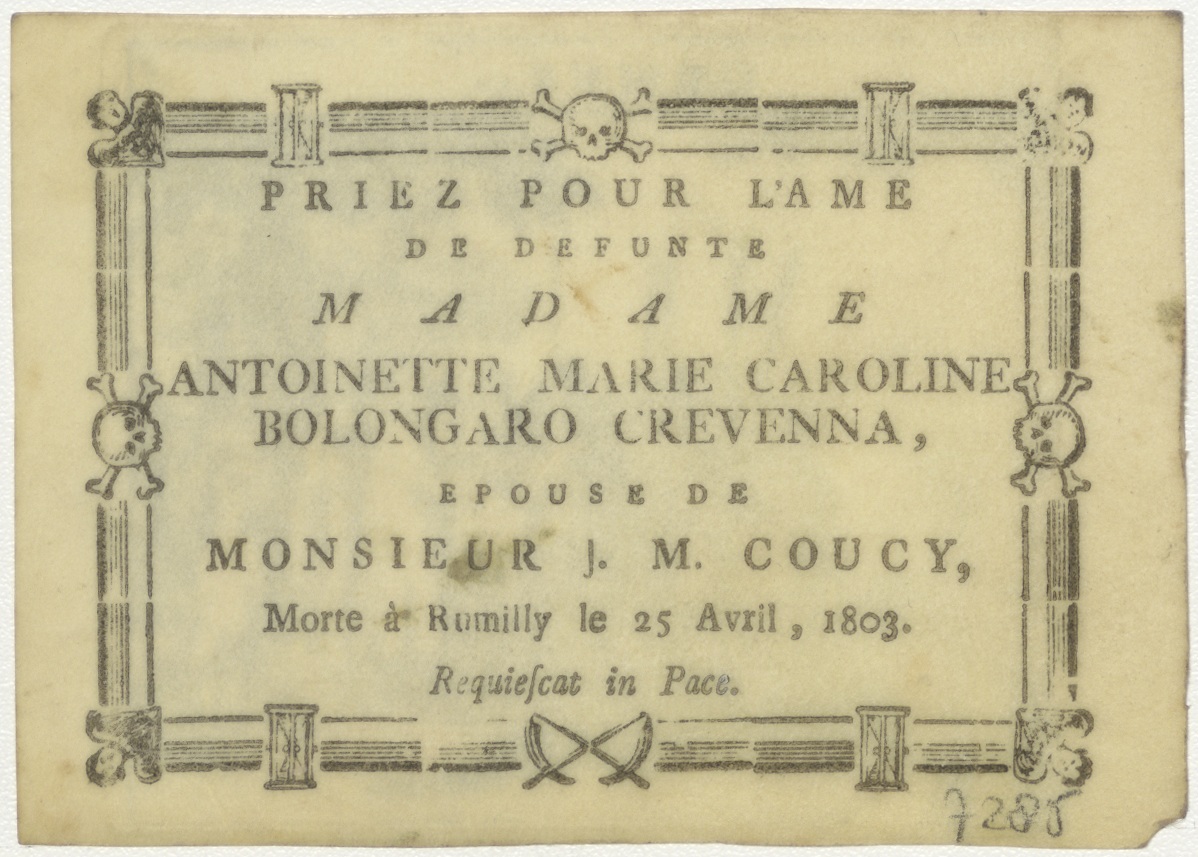 PRIEZ POUR L'AME
DE DEFUNTE
MADAME
ANTOINETTE MARIE CAROLINE
BOLONGARO CREVENNA,
EPOUSE DE
MONSIEUR J. M. COUCY,
Morte à Rumilly le 25 Avril, 1803.
Requieſcat in Pace.
7285